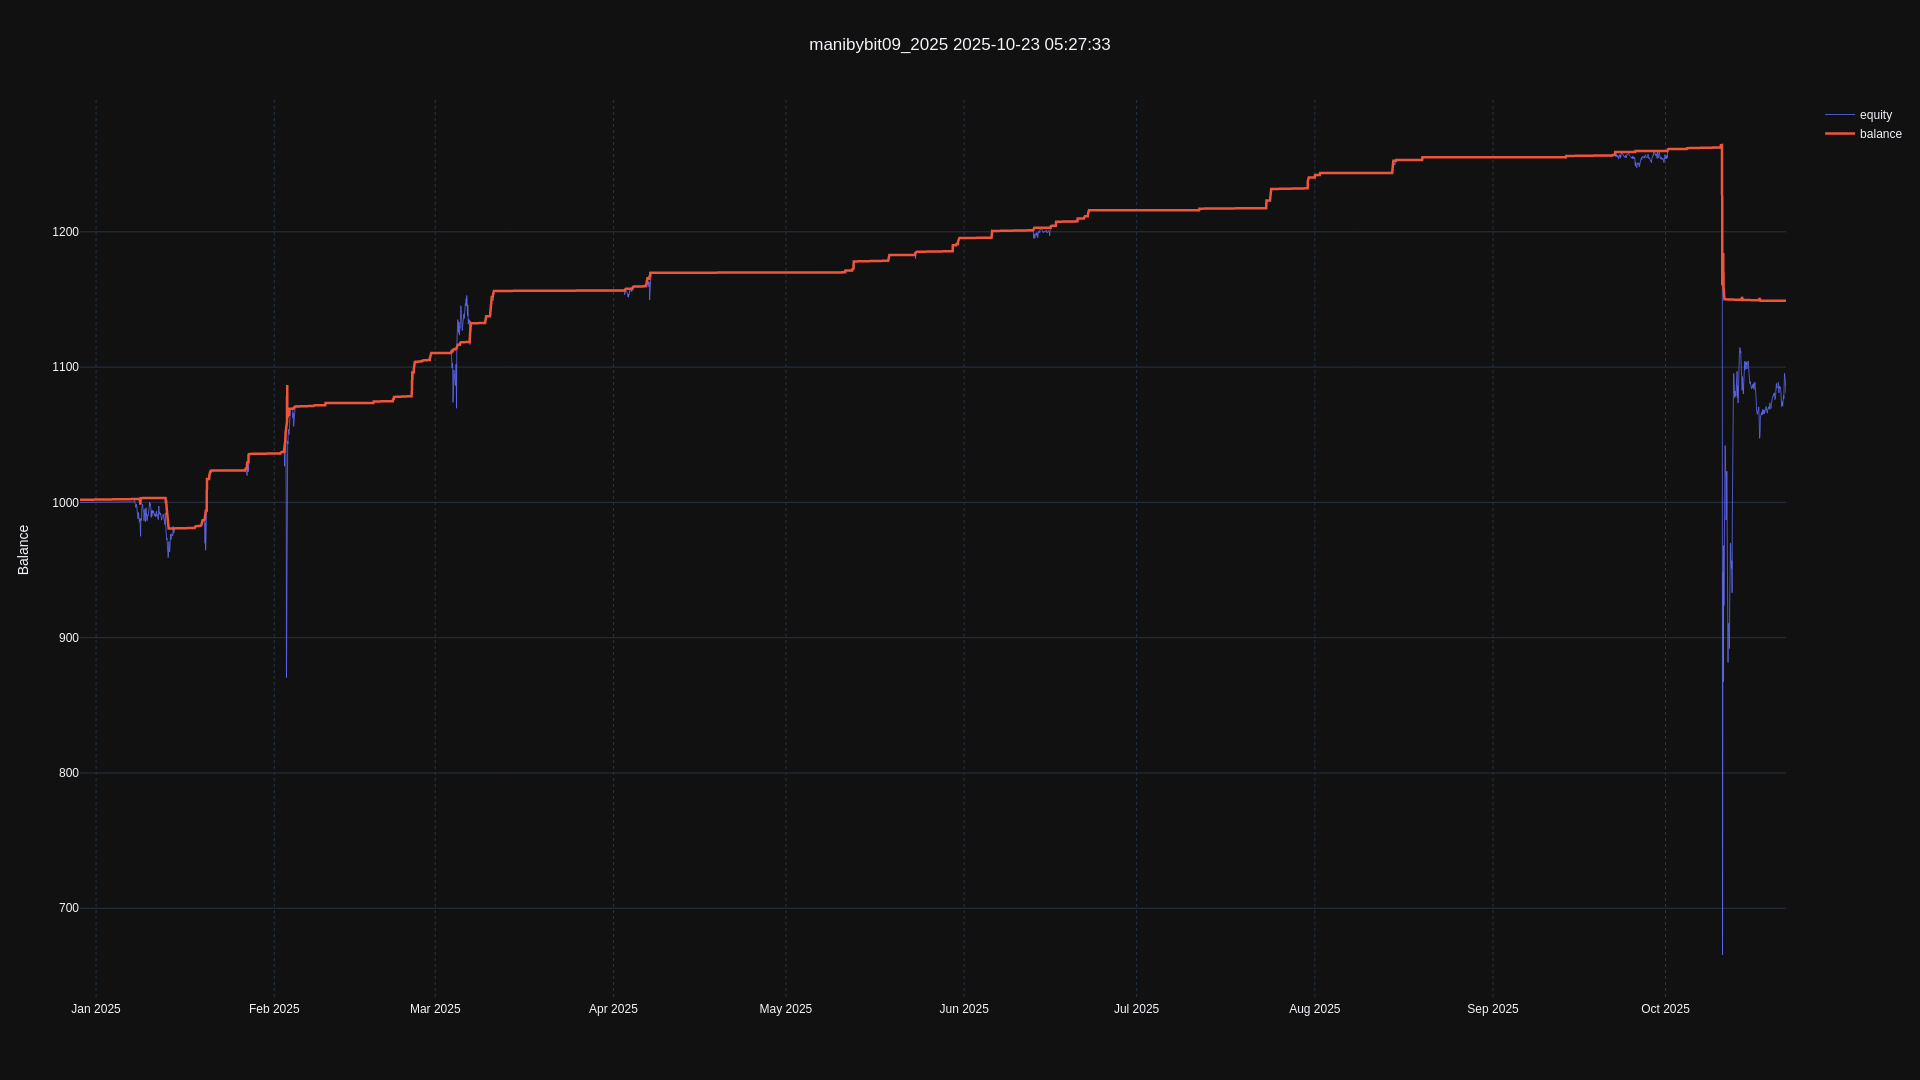 manibybit09_2025 2025-10-23 05:27:33
equity
balance
1200
1100
1000
900
800
700
Balance
Jan 2025
Feb 2025
Mar 2025
Apr 2025
May 2025
Jun 2025
Jul 2025
Aug 2025
Sep 2025
Oct 2025